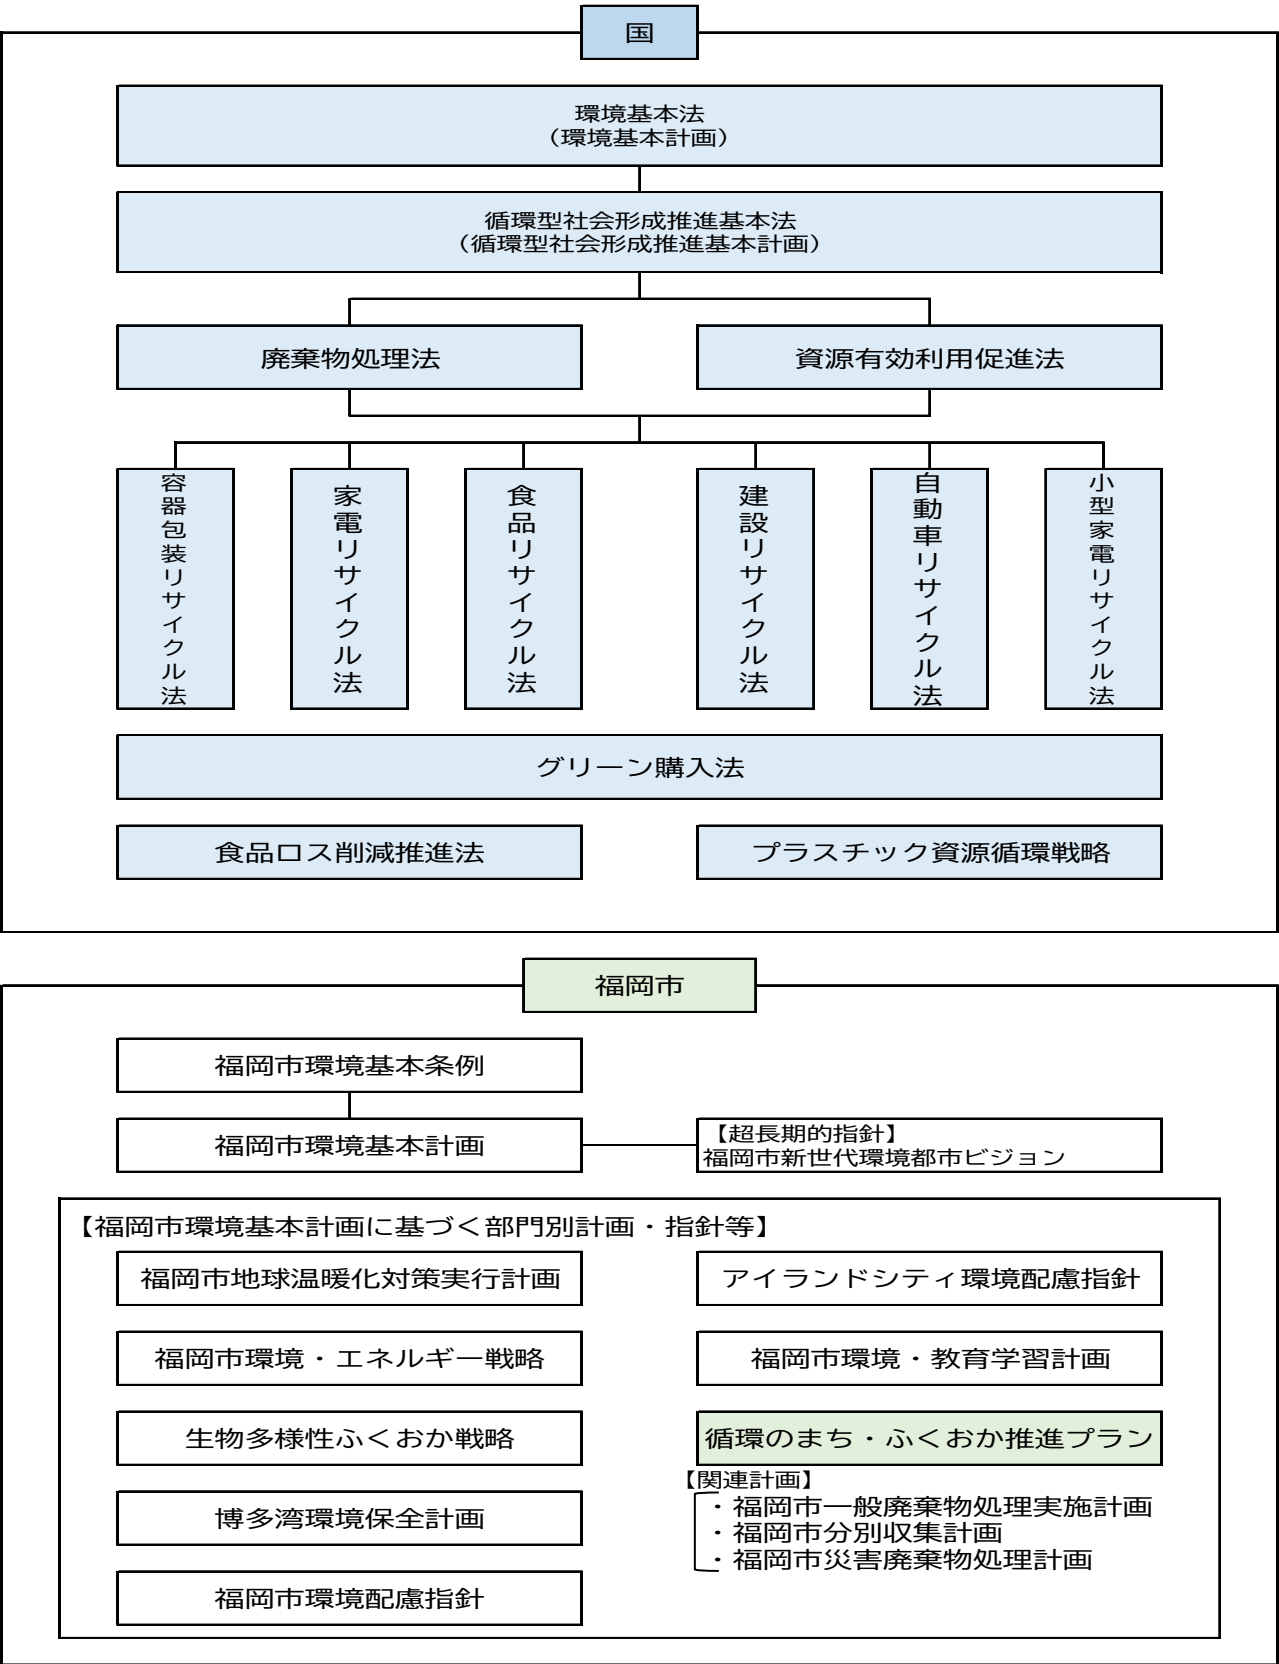 国
環境基本法
（環境基本計画）
循環型社会形成推進基本法
（循環型社会形成推進基本計画）
廃棄物処理法
資源有効利用促進法
容器包装リサイクル法
家電リサイクル法
食品リサイクル法
建設リサイクル法
自動車リサイクル法
小型家電リサイクル法
グリーン購入法
食品ロス削減推進法
プラスチック資源循環戦略
福岡市
福岡市環境基本条例
福岡市環境基本計画
【超長期的指針】
福岡市新世代環境都市ビジョン
【福岡市環境基本計画に基づく部門別計画・指針等】
福岡市地球温暖化対策実行計画
アイランドシティ環境配慮指針
福岡市環境・エネルギー戦略
福岡市環境・教育学習計画
生物多様性ふくおか戦略
循環のまち・ふくおか推進プラン
【関連計画】
・福岡市一般廃棄物処理実施計画
・福岡市分別収集計画
・福岡市災害廃棄物処理計画
博多湾環境保全計画
福岡市環境配慮指針